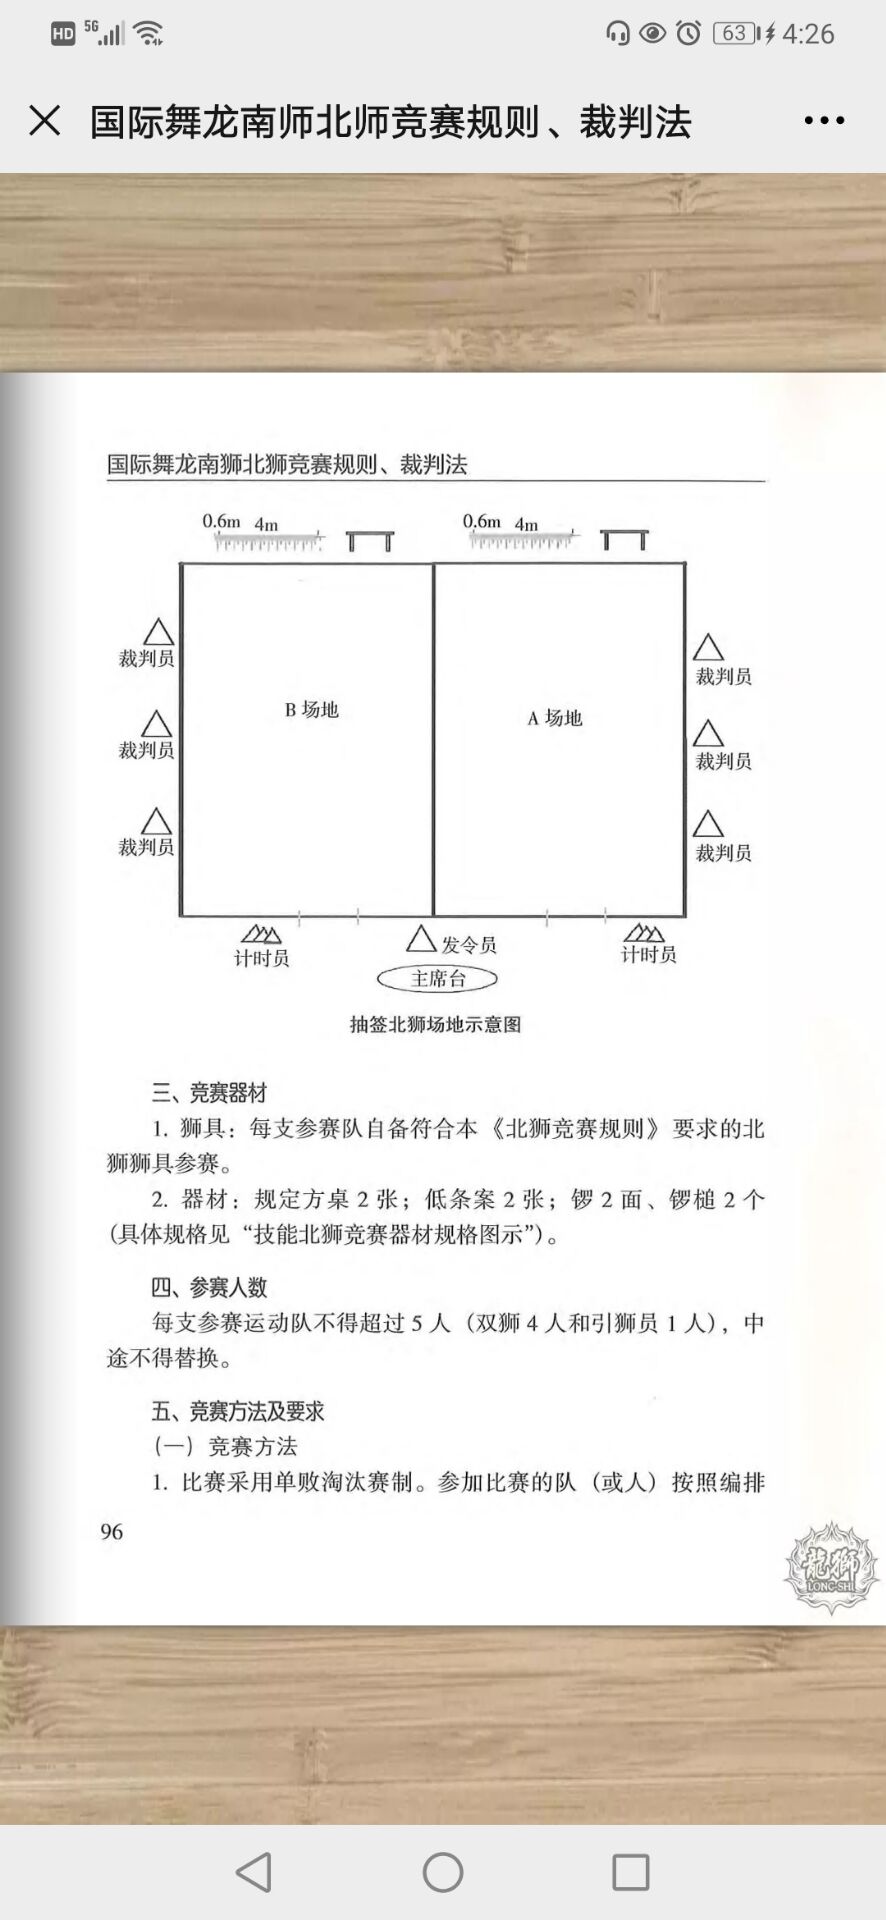 HD 5G 63 4:26
国际舞龙南师北师竞赛规则、裁判法
国际舞龙南狮北狮竞赛规则、裁判法
0.6m 4m 0.6m 4m
裁判员 裁判员
B 场地 A 场地
裁判员 裁判员
裁判员 裁判员
计时员 发令员 计时员
主席台
抽签北狮场地示意图
三、竞赛器材
1. 狮具：每支参赛队自备符合本《北狮竞赛规则》要求的北
狮狮具参赛。
2. 器材：规定方桌 2 张；低条案 2 张；锣 2 面、锣槌 2 个
（具体规格见“技能北狮竞赛器材规格图示”）。
四、参赛人数
每支参赛运动队不得超过 5 人（双狮 4 人和引狮员 1 人），中
途不得替换。
五、竞赛方法及要求
（一）竞赛方法
1. 比赛采用单败淘汰赛制。参加比赛的队（或人）按照编排
96
龍獅
LONG-SHI